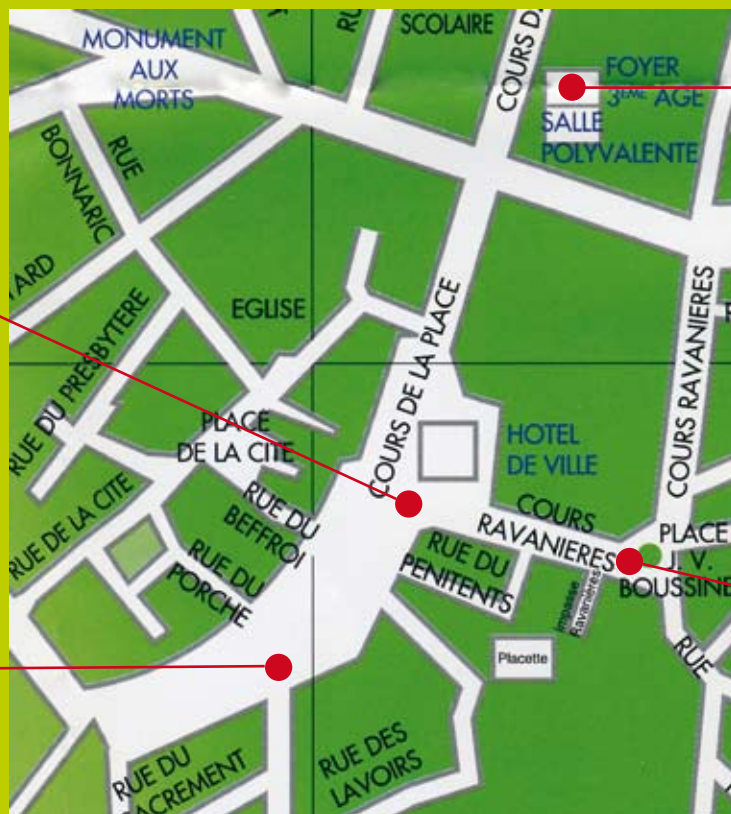 SCOLAIRE
MONUMENT
AUX
MORTS
FOYER
3ÈME AGE
SALLE
POLYVALENTE
RUE
BONNARIC
EGLISE
COURS DE LA PLACE
COURS RAVANIERES
RUE DU PRESBYTERE
PLACE
DE LA CITE
HOTEL
DE VILLE
RUE DE LA CITE
RUE DU
BEFFROI
RUE DU
PORCHE
COURS
RAVANIERES
RUE DU
PENITENTS
Impasse
Ravanières
PLACE
J. V.
BOUSSINE
Placette
RUE
RUE DES
LAVOIRS
RUE DU
SACREMENT